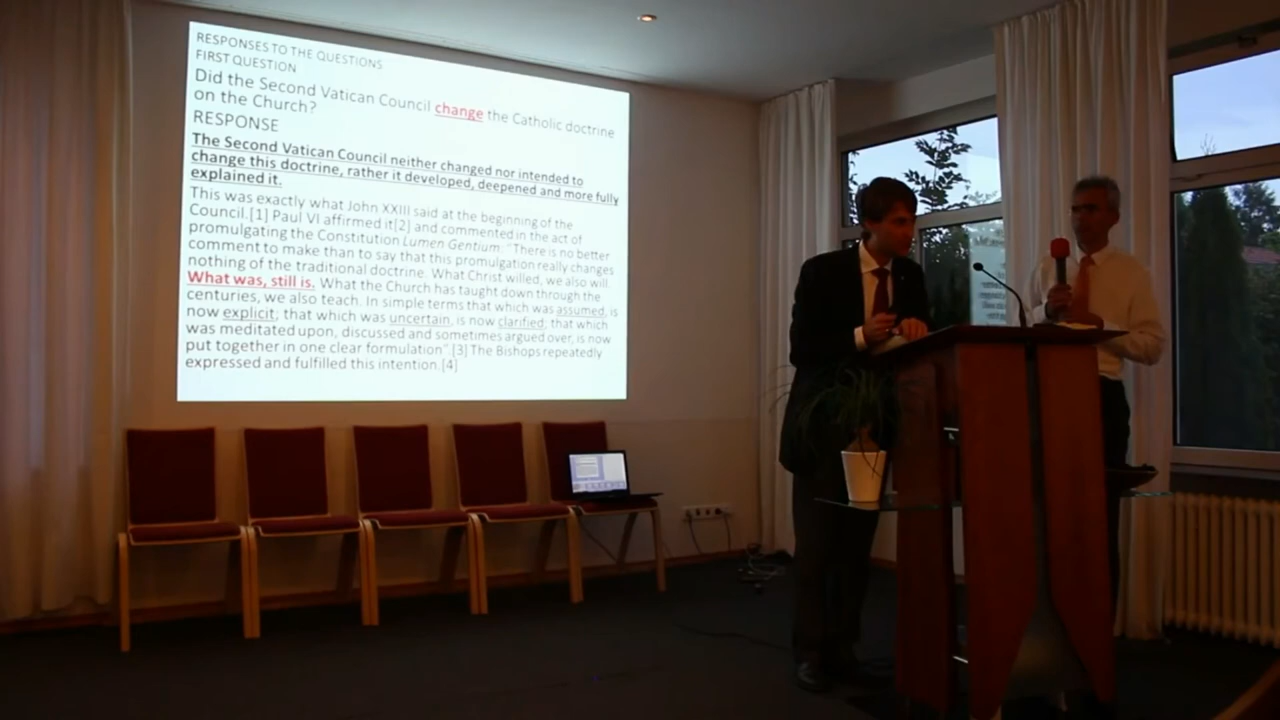 RESPONSES TO THE QUESTIONS
FIRST QUESTION
Did the Second Vatican Council change the Catholic doctrine
on the Church?
RESPONSE
The Second Vatican Council neither changed nor intended to
change this doctrine, rather it developed, deepened and more fully
explained it.
This was exactly what John XXIII said at the beginning of the
Council.[1] Paul VI affirmed it[2] and commented in the act of
promulgating the Constitution Lumen Gentium: "There is no better
comment to make than to say that this promulgation really changes
nothing of the traditional doctrine. What Christ willed, we also will.
What was, still is. What the Church has taught down through the
centuries, we also teach. In simple terms that which was assumed, is
now explicit; that which was uncertain, is now clarified; that which
was meditated upon, discussed and sometimes argued over, is now
put together in one clear formulation".[3] The Bishops repeatedly
expressed and fulfilled this intention.[4]